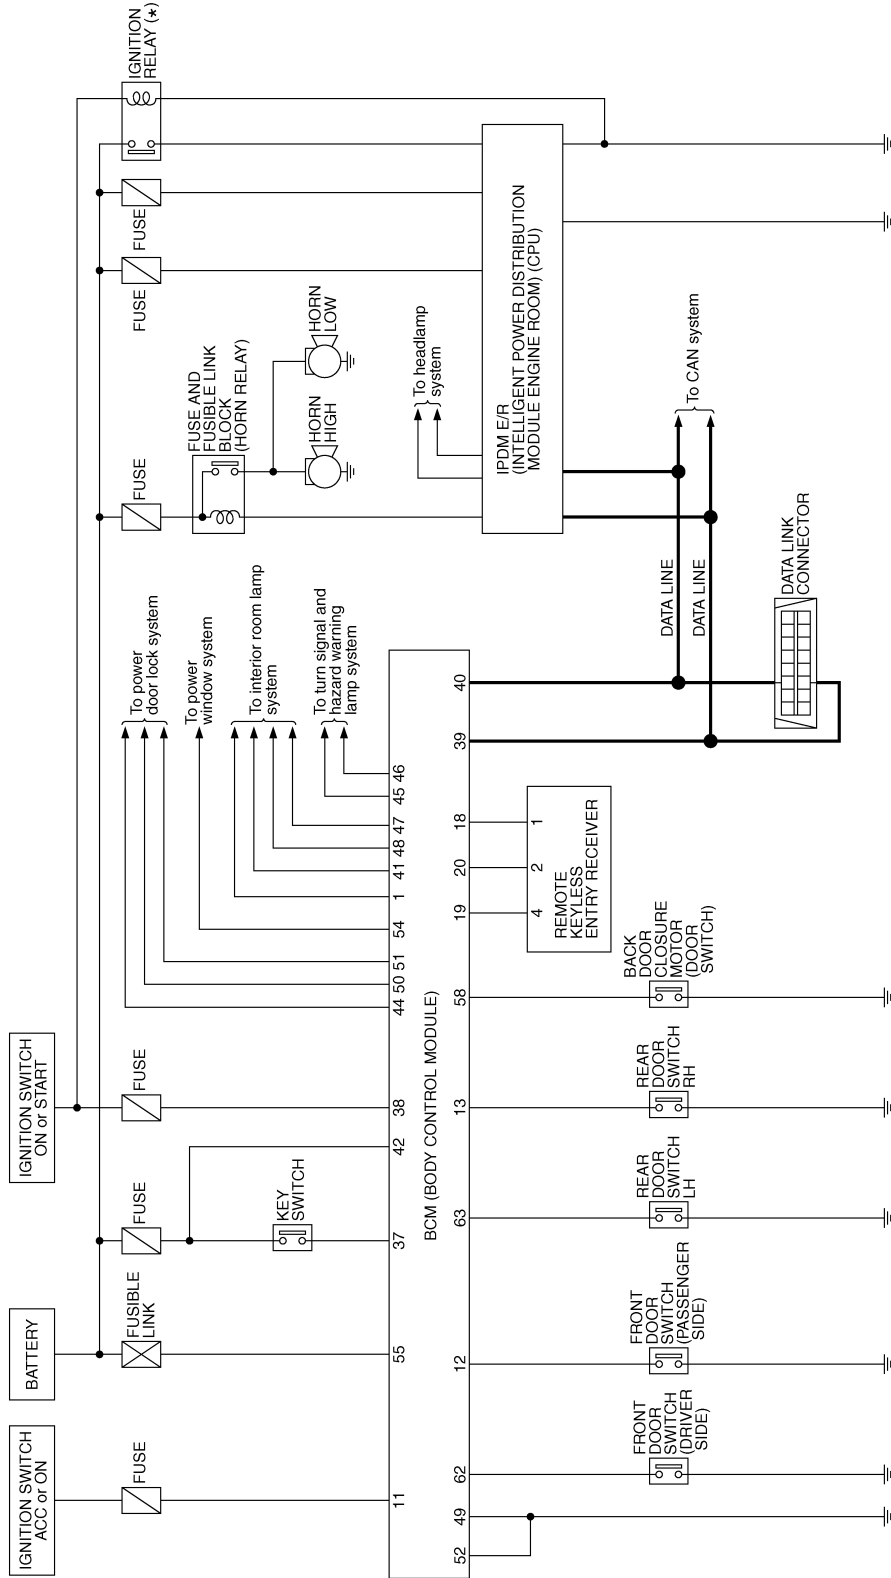 IGNITION SWITCH
ACC or ON
FUSE
11
BATTERY
FUSIBLE
LINK
55
FUSE
KEY
SWITCH
37
42
IGNITION SWITCH
ON or START
FUSE
38
44
50
51
To power
door lock system
54
To power
window system
1
41
48
47
To interior room lamp
system
45
46
To turn signal and
hazard warning
lamp system
FUSE
FUSE AND
FUSIBLE LINK
BLOCK
(HORN RELAY)
HORN
HIGH
HORN
LOW
FUSE
FUSE
IGNITION
RELAY (*)
To headlamp
system
IPDM E/R
(INTELLIGENT POWER DISTRIBUTION
MODULE ENGINE ROOM) (CPU)
BCM (BODY CONTROL MODULE)
52
49
62
FRONT
DOOR
SWITCH
(DRIVER
SIDE)
12
FRONT
DOOR
SWITCH
(PASSENGER
SIDE)
63
REAR
DOOR
SWITCH
LH
13
REAR
DOOR
SWITCH
RH
58
BACK
DOOR
CLOSURE
MOTOR
(DOOR
SWITCH)
19
20
18
4
2
1
REMOTE
KEYLESS
ENTRY RECEIVER
39
40
DATA LINE
DATA LINE
To CAN system
DATA LINK
CONNECTOR